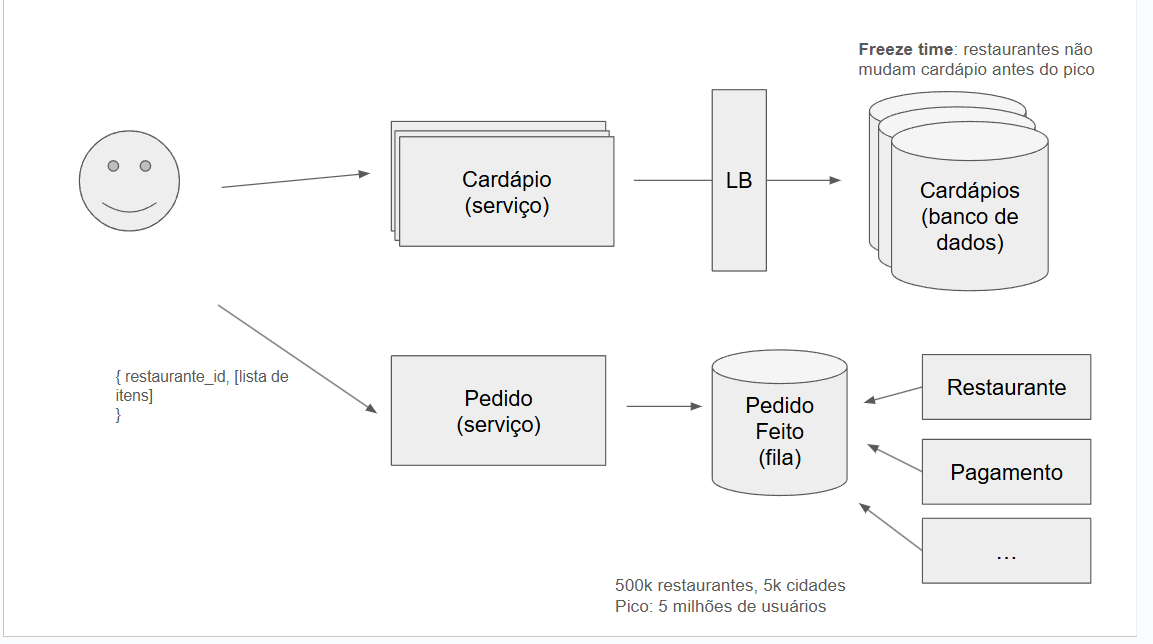 Freeze time: restaurantes não
mudam cardápio antes do pico
Cardápio
(serviço)
LB
Cardápios
(banco de
dados)
{ restaurante_id, [lista de
itens]
}
Pedido
(serviço)
Pedido
Feito
(fila)
Restaurante
Pagamento
...
500k restaurantes, 5k cidades
Pico: 5 milhões de usuários